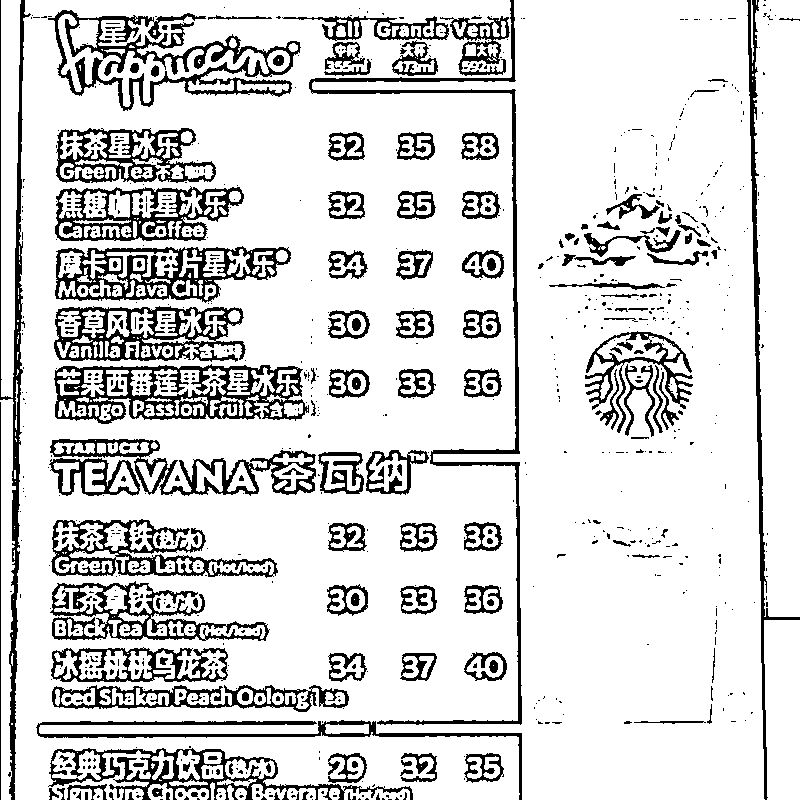 星冰乐
Frappuccino
blended beverage
Tall Grande Venti
中杯 大杯 超大杯
355ml 473ml 592ml
抹茶星冰乐 32 35 38
Green Tea 不含咖啡
焦糖咖啡星冰乐 32 35 38
Caramel Coffee
摩卡可可碎片星冰乐 34 37 40
Mocha Java Chip
香草风味星冰乐 30 33 36
Vanilla Flavor 不含咖啡
芒果西番莲果茶星冰乐 30 33 36
Mango Passion Fruit 不含咖啡
STARBUCKS®
TEAVANA™ 茶瓦纳™
抹茶拿铁(热/冰) 32 35 38
Green Tea Latte (Hot/Iced)
红茶拿铁(热/冰) 30 33 36
Black Tea Latte (Hot/Iced)
冰摇桃桃乌龙茶 34 37 40
Iced Shaken Peach Oolong Tea
经典巧克力饮品(热/冰) 29 32 35
Signature Chocolate Beverage (Hot/Iced)